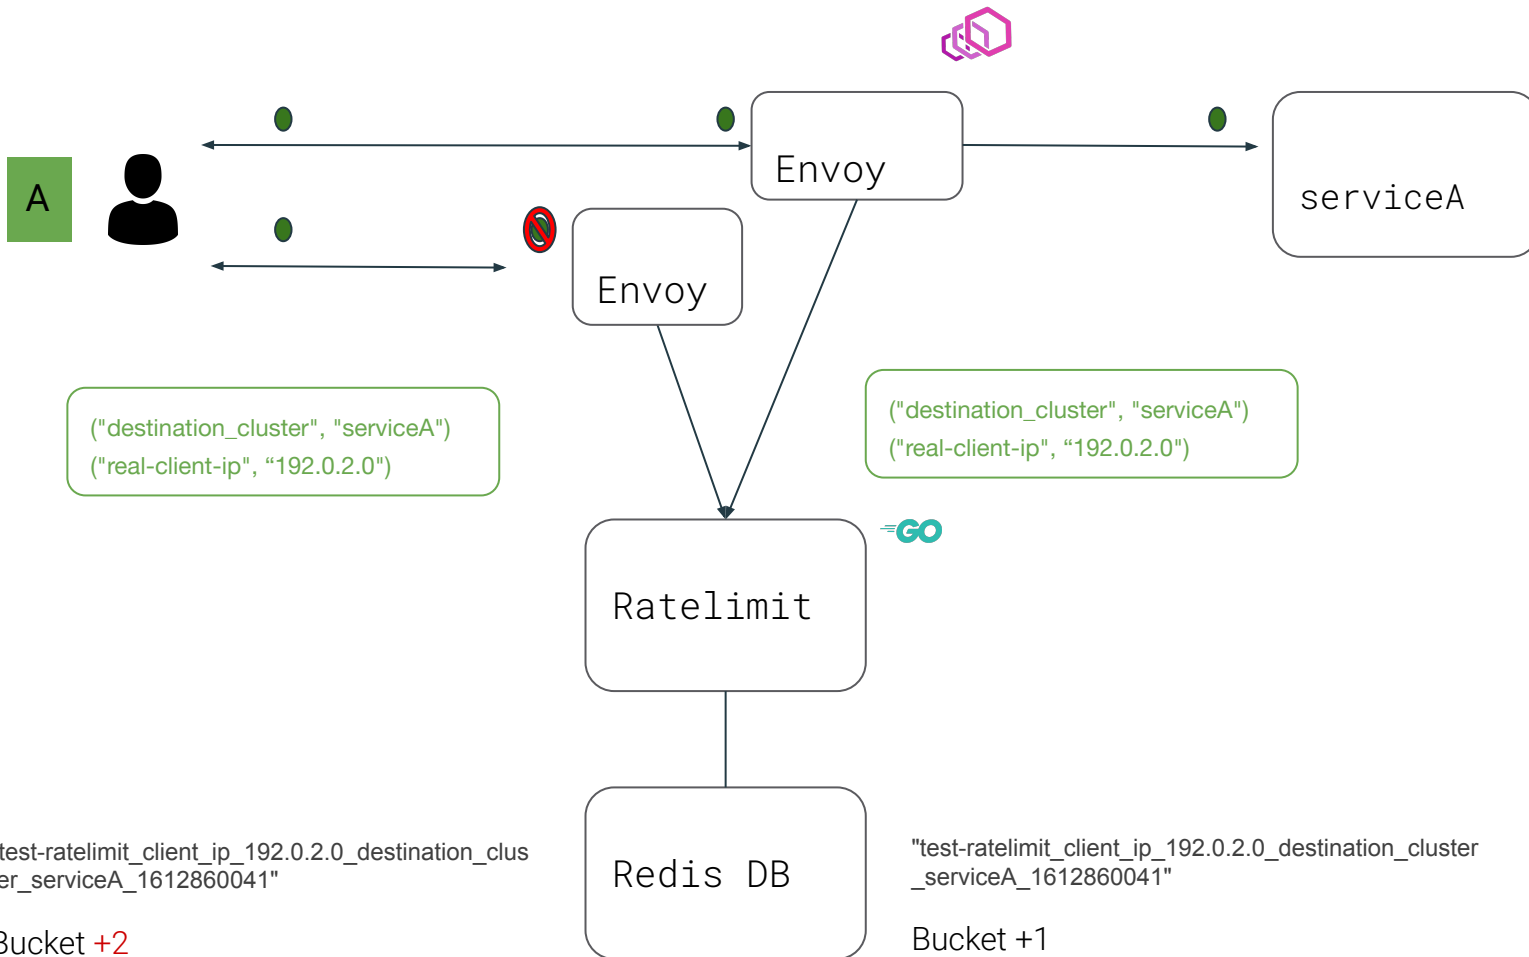 A
Envoy
serviceA
Envoy
("destination_cluster", "serviceA")
("real-client-ip", “192.0.2.0")
("destination_cluster", "serviceA")
("real-client-ip", “192.0.2.0")
GO
Ratelimit
test-ratelimit_client_ip_192.0.2.0_destination_clus
er_serviceA_1612860041"
Bucket +2
Redis DB
"test-ratelimit_client_ip_192.0.2.0_destination_cluster
_serviceA_1612860041"
Bucket +1